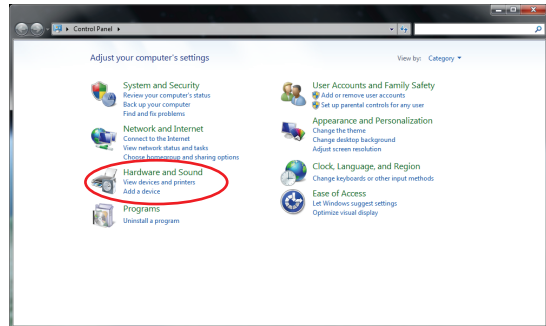 Control Panel
Adjust your computer's settings
View by: Category
System and Security
Review your computer's status
Back up your computer
Find and fix problems
Network and Internet
Connect to the Internet
View network status and tasks
Choose homegroup and sharing options
Hardware and Sound
View devices and printers
Add a device
Programs
Uninstall a program
User Accounts and Family Safety
Add or remove user accounts
Set up parental controls for any user
Appearance and Personalization
Change the theme
Change desktop background
Adjust screen resolution
Clock, Language, and Region
Change keyboards or other input methods
Ease of Access
Let Windows suggest settings
Optimize visual display